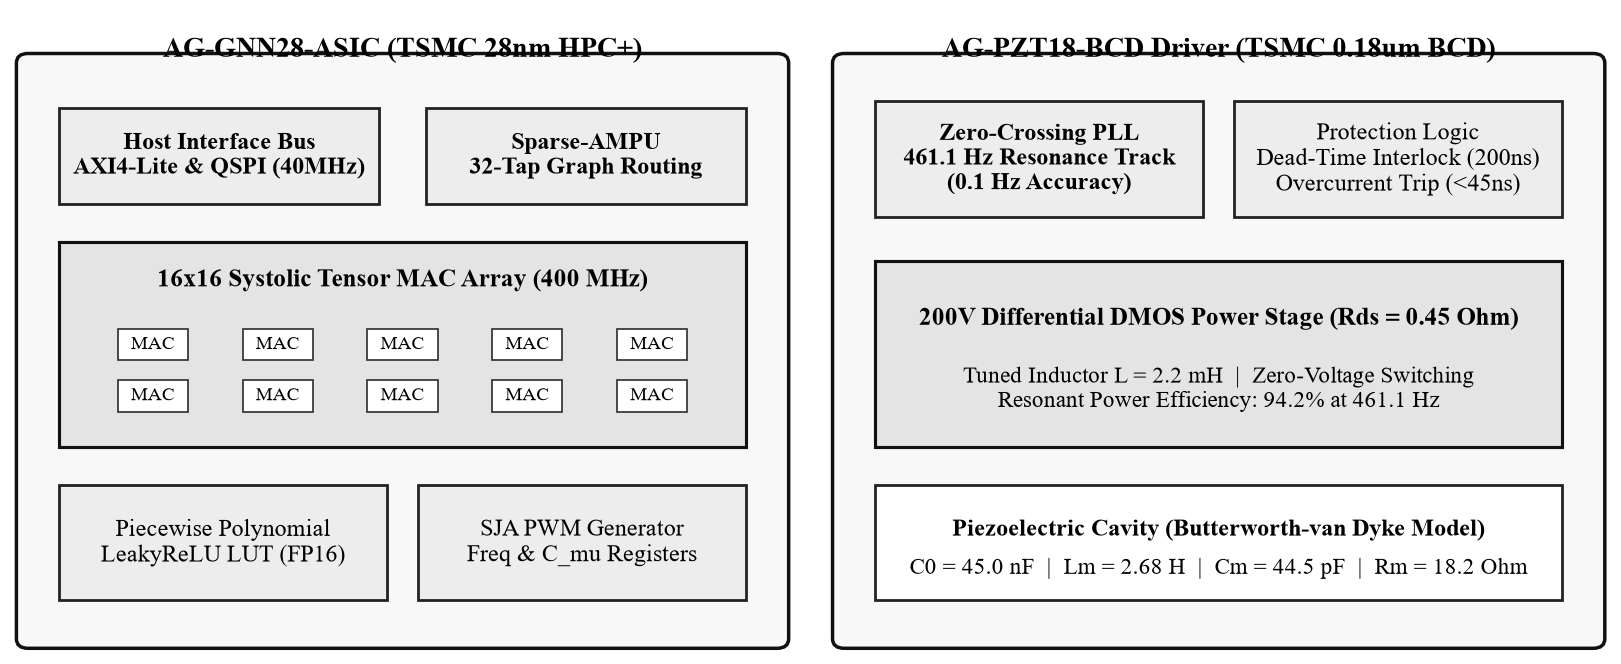 AG-GNN28-ASIC (TSMC 28nm HPC+)
Host Interface Bus
AXI4-Lite & QSPI (40MHz)
Sparse-AMPU
32-Tap Graph Routing
16x16 Systolic Tensor MAC Array (400 MHz)
MAC MAC MAC MAC MAC
MAC MAC MAC MAC MAC
Piecewise Polynomial
LeakyReLU LUT (FP16)
SJA PWM Generator
Freq & C_mu Registers
AG-PZT18-BCD Driver (TSMC 0.18um BCD)
Zero-Crossing PLL
461.1 Hz Resonance Track
(0.1 Hz Accuracy)
Protection Logic
Dead-Time Interlock (200ns)
Overcurrent Trip (<45ns)
200V Differential DMOS Power Stage (Rds = 0.45 Ohm)
Tuned Inductor L = 2.2 mH | Zero-Voltage Switching
Resonant Power Efficiency: 94.2% at 461.1 Hz
Piezoelectric Cavity (Butterworth-van Dyke Model)
C0 = 45.0 nF | Lm = 2.68 H | Cm = 44.5 pF | Rm = 18.2 Ohm